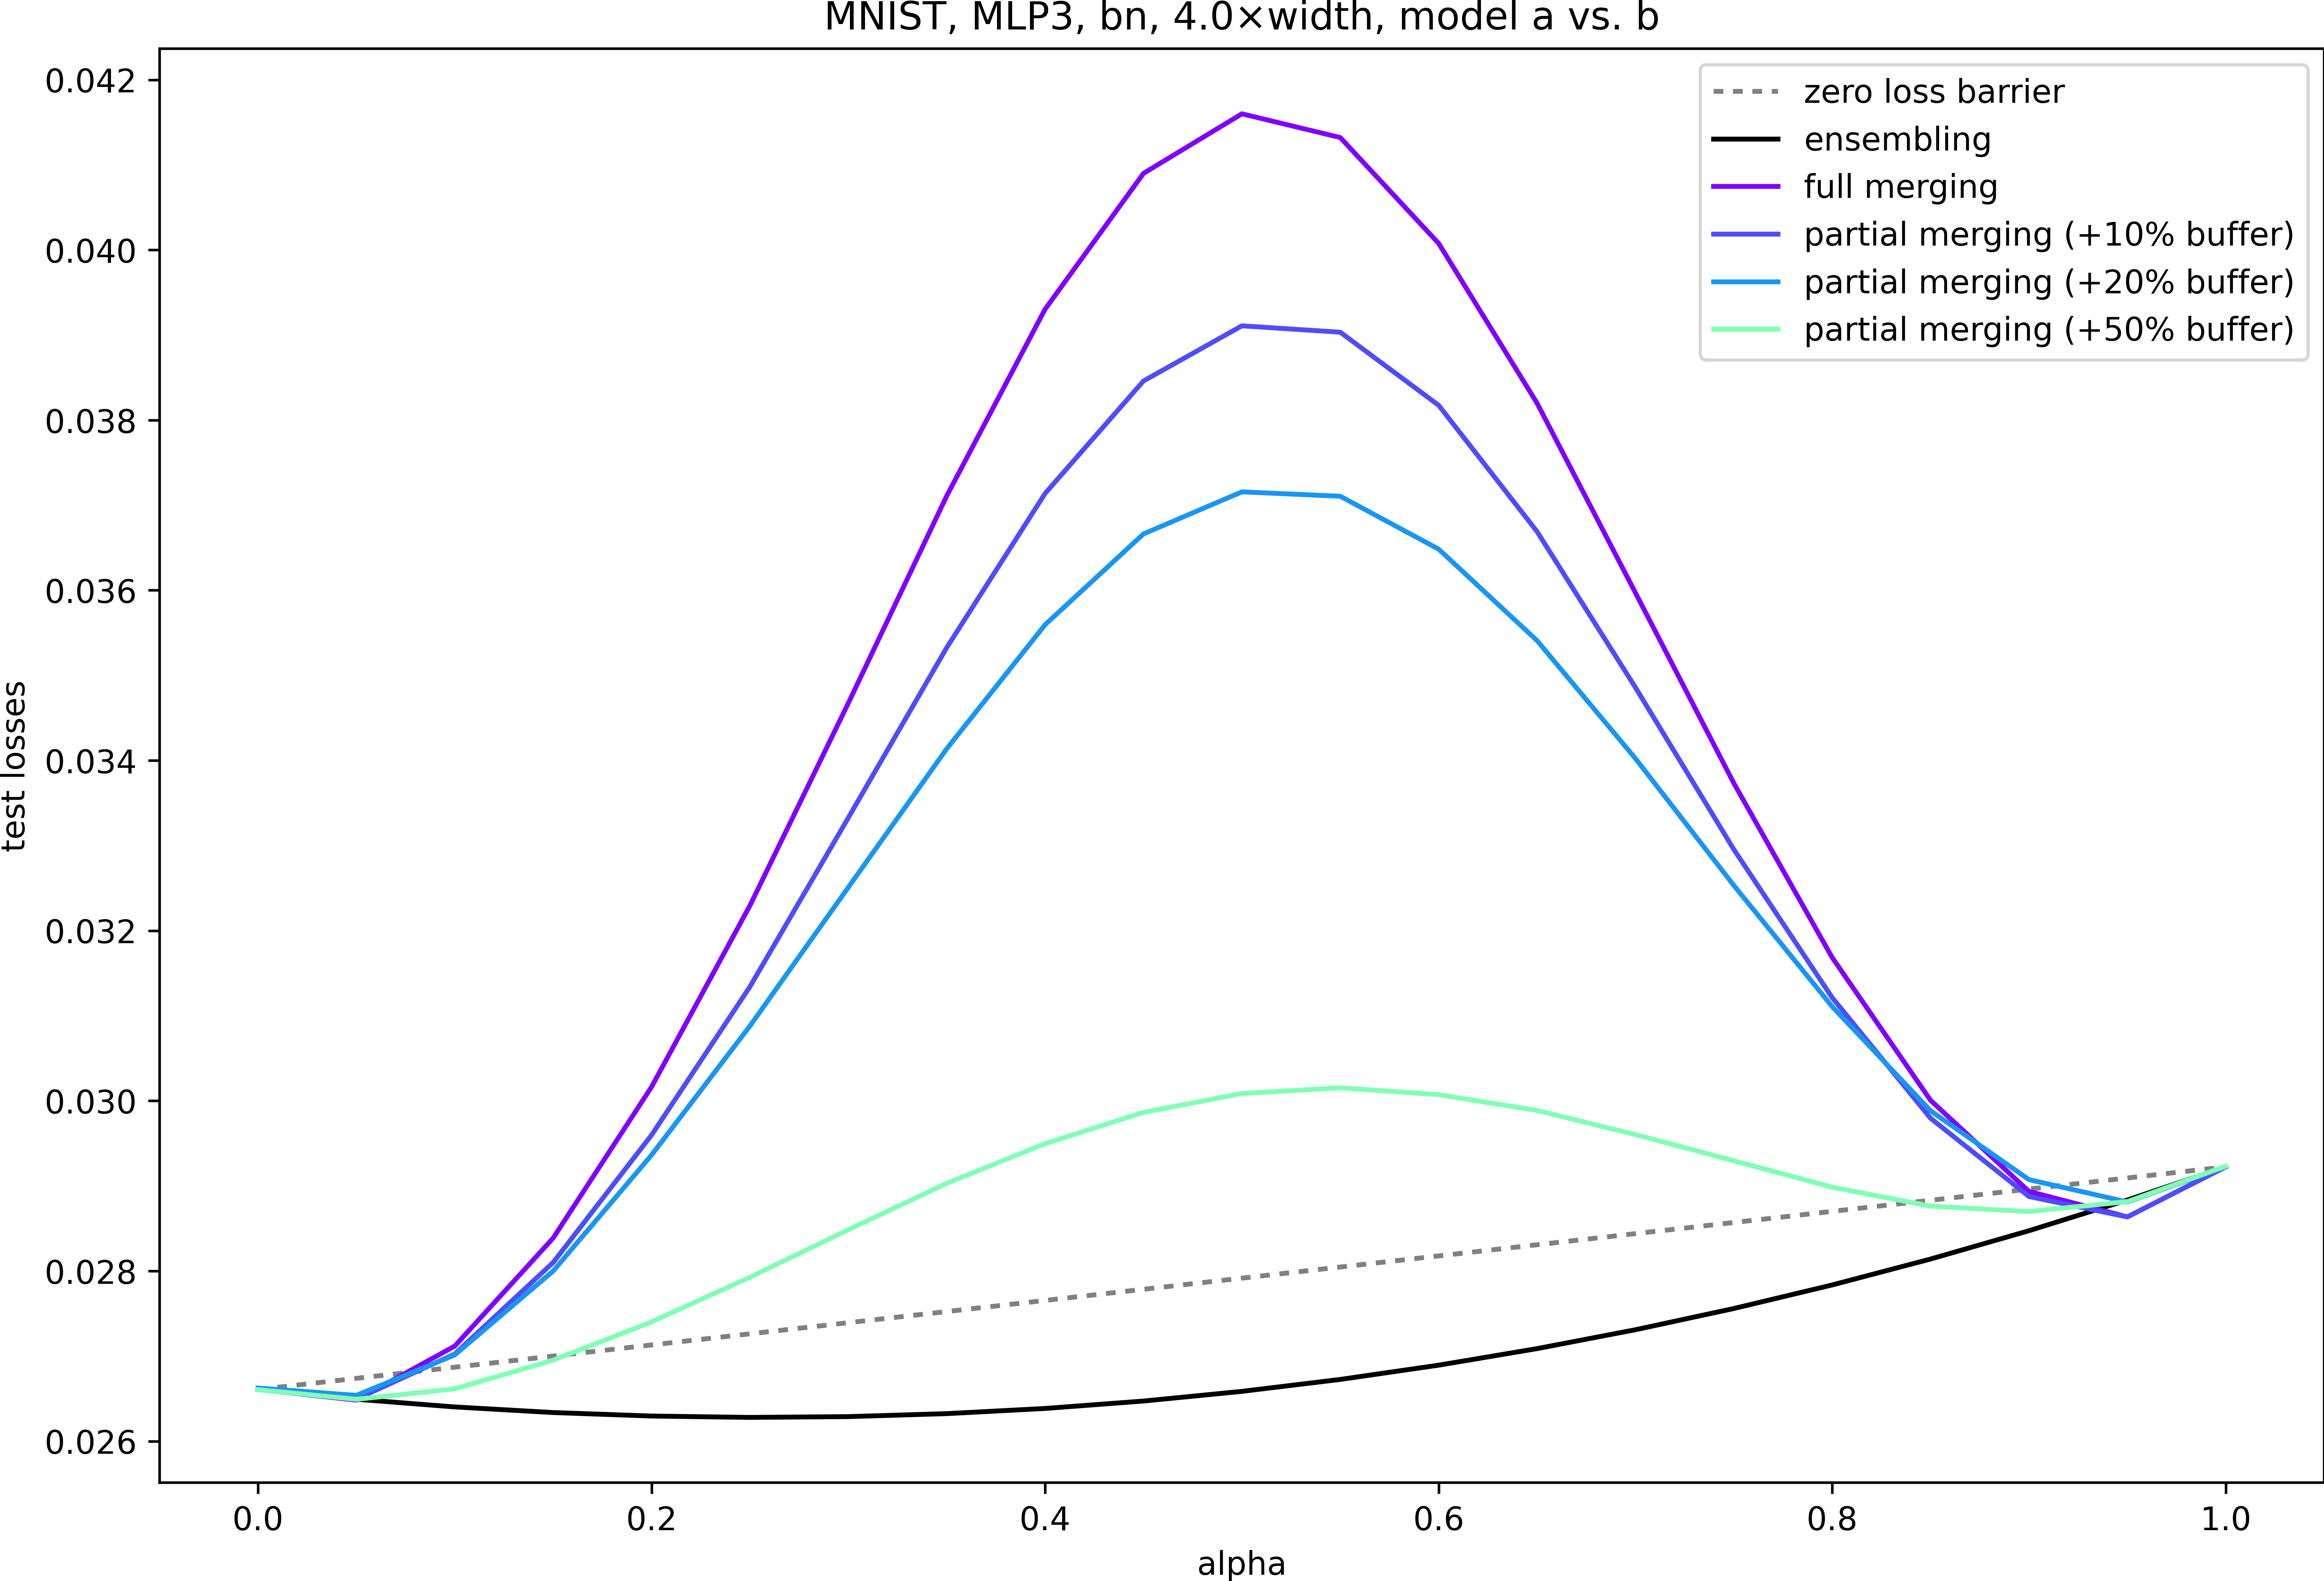 MNIST, MLP3, bn, 4.0×width, model a vs. b
zero loss barrier
ensembling
full merging
partial merging (+10% buffer)
partial merging (+20% buffer)
partial merging (+50% buffer)
test losses
0.042
0.040
0.038
0.036
0.034
0.032
0.030
0.028
0.026
0.0 0.2 0.4 0.6 0.8 1.0
alpha